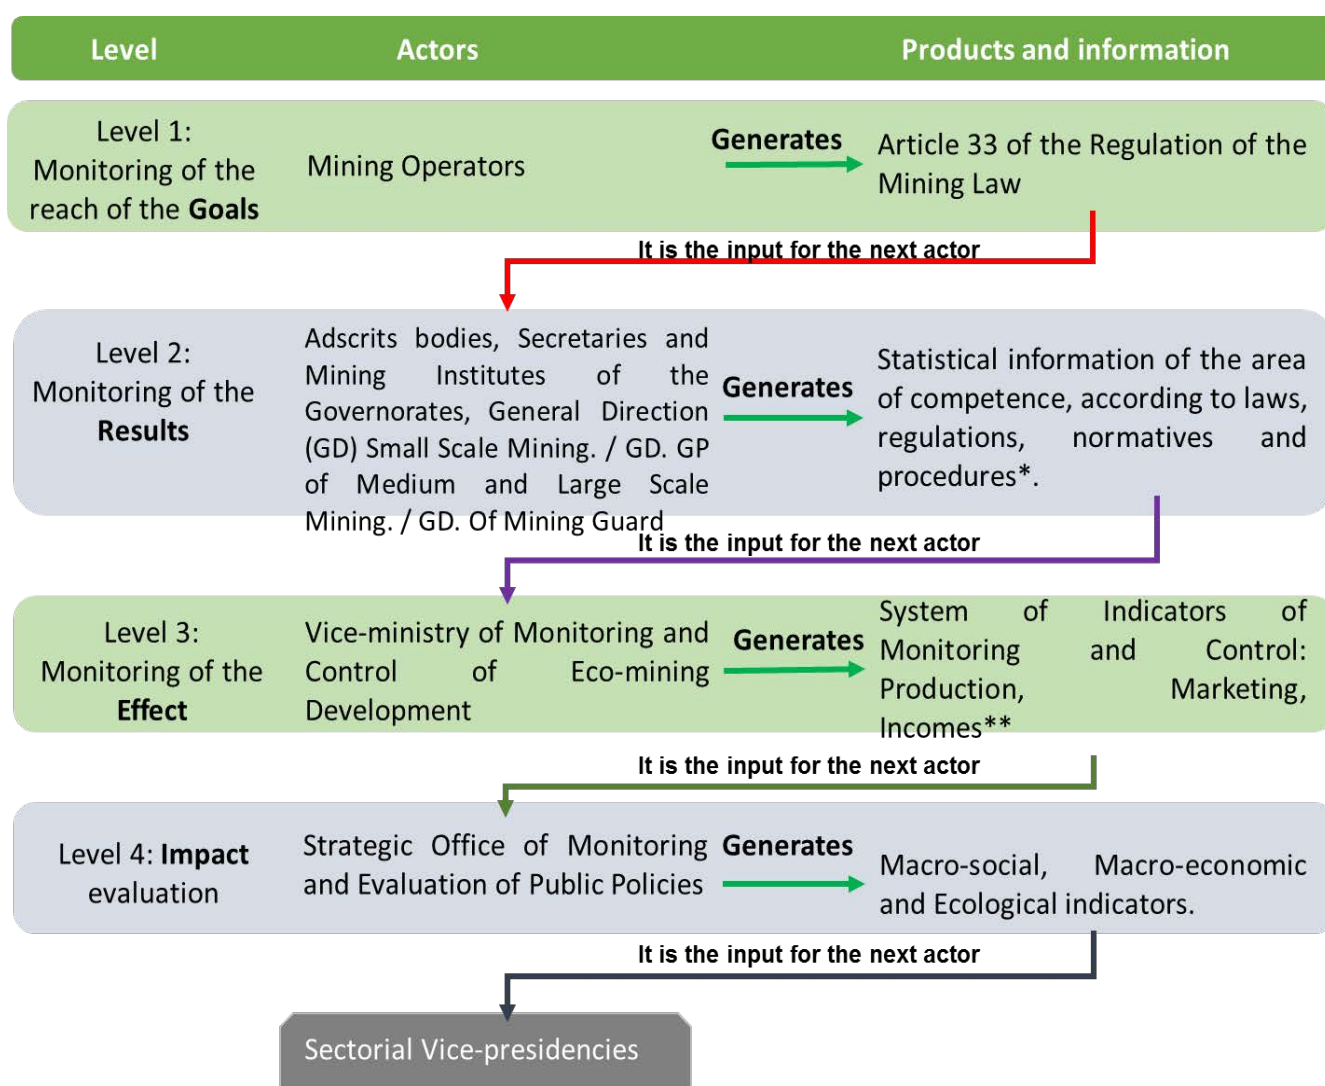 Level
Actors
Products and information
Level 1:
Monitoring of the
reach of the Goals
Mining Operators
Generates
Article 33 of the Regulation of the
Mining Law
It is the input for the next actor
Level 2:
Monitoring of the
Results
Adscrits bodies, Secretaries and
Mining Institutes of the
Governorates, General Direction
(GD) Small Scale Mining. / GD. GP
of Medium and Large Scale
Mining. / GD. Of Mining Guard
Generates
Statistical information of the area
of competence, according to laws,
regulations, normatives and
procedures*.
It is the input for the next actor
Level 3:
Monitoring of the
Effect
Vice-ministry of Monitoring and
Control of Eco-mining
Development
Generates
System of Indicators of
Monitoring and Control:
Production, Marketing,
Incomes**
It is the input for the next actor
Level 4: Impact
evaluation
Strategic Office of Monitoring
and Evaluation of Public Policies
Generates
Macro-social, Macro-economic
and Ecological indicators.
It is the input for the next actor
Sectorial Vice-presidencies